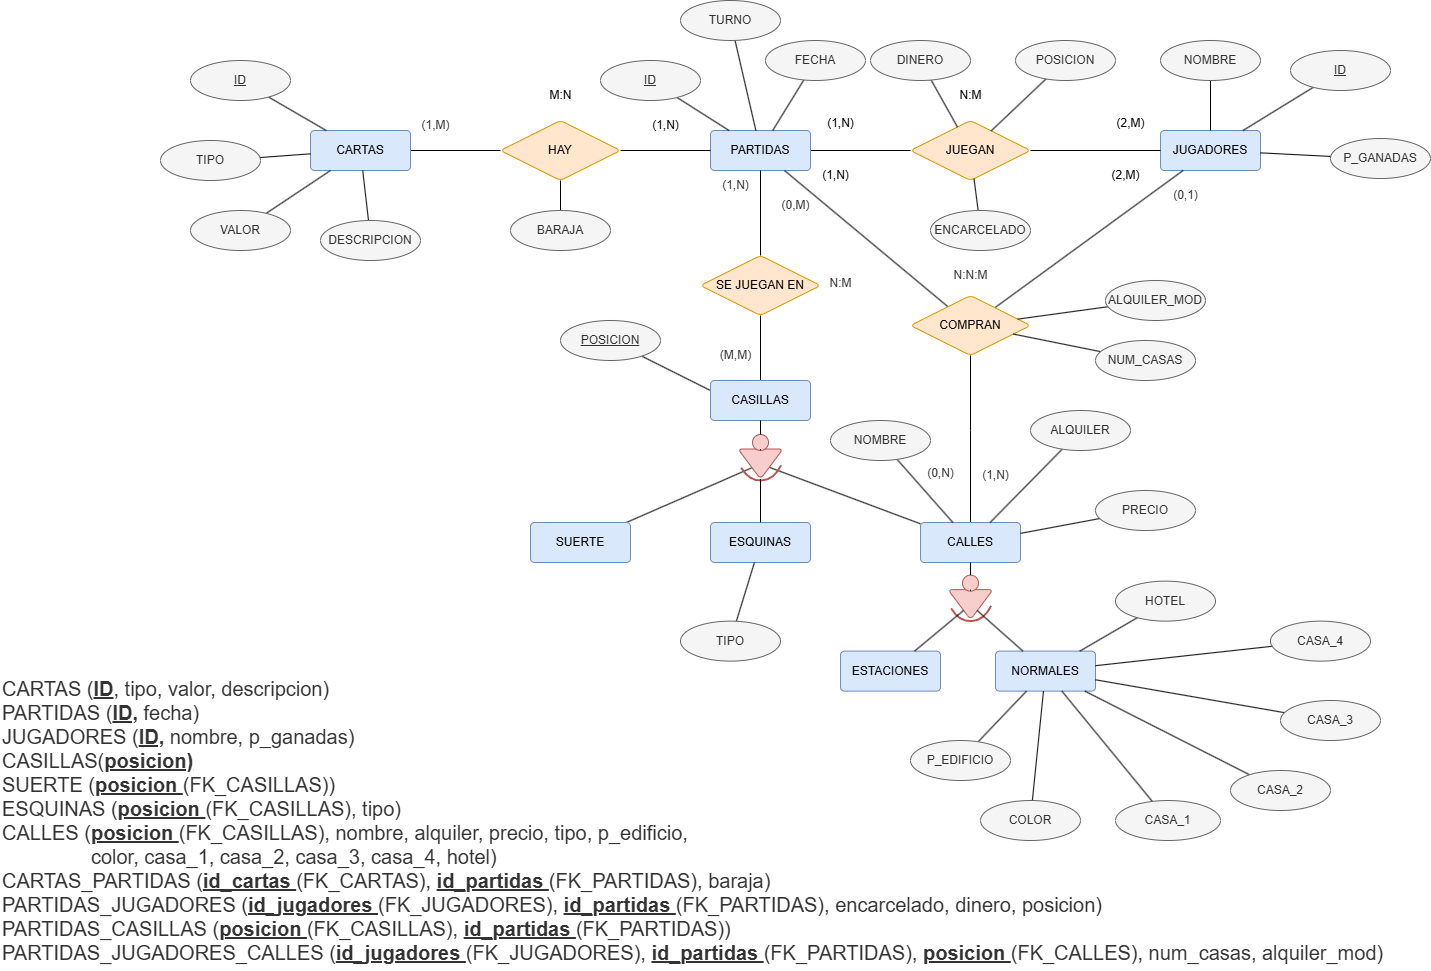 TURNO
FECHA
DINERO
POSICION
NOMBRE
ID
ID
ID
M:N
N:M
(1,M)
(1,N)
(1,N)
(2,M)
CARTAS
HAY
PARTIDAS
JUEGAN
JUGADORES
P_GANADAS
TIPO
(1,N)
(1,N)
(2,M)
(0,M)
(0,1)
VALOR
DESCRIPCION
BARAJA
ENCARCELADO
SE JUEGAN EN
N:M
N:N:M
ALQUILER_MOD
COMPRAN
POSICION
(M,M)
NUM_CASAS
CASILLAS
NOMBRE
ALQUILER
(0,N)
(1,N)
PRECIO
SUERTE
ESQUINAS
CALLES
HOTEL
TIPO
CASA_4
ESTACIONES
NORMALES
CASA_3
P_EDIFICIO
CASA_2
COLOR
CASA_1
CARTAS (ID, tipo, valor, descripcion)
PARTIDAS (ID, fecha)
JUGADORES (ID, nombre, p_ganadas)
CASILLAS(posicion)
SUERTE (posicion (FK_CASILLAS))
ESQUINAS (posicion (FK_CASILLAS), tipo)
CALLES (posicion (FK_CASILLAS), nombre, alquiler, precio, tipo, p_edificio,
color, casa_1, casa_2, casa_3, casa_4, hotel)
CARTAS_PARTIDAS (id_cartas (FK_CARTAS), id_partidas (FK_PARTIDAS), baraja)
PARTIDAS_JUGADORES (id_jugadores (FK_JUGADORES), id_partidas (FK_PARTIDAS), encarcelado, dinero, posicion)
PARTIDAS_CASILLAS (posicion (FK_CASILLAS), id_partidas (FK_PARTIDAS))
PARTIDAS_JUGADORES_CALLES (id_jugadores (FK_JUGADORES), id_partidas (FK_PARTIDAS), posicion (FK_CALLES), num_casas, alquiler_mod)